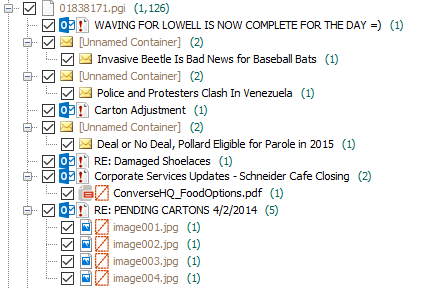 01838171.pgi (1,126)
WAVING FOR LOWELL IS NOW COMPLETE FOR THE DAY =) (1)
[Unnamed Container] (2)
Invasive Beetle Is Bad News for Baseball Bats (1)
[Unnamed Container] (2)
Police and Protesters Clash In Venezuela (1)
Carton Adjustment (1)
[Unnamed Container] (2)
Deal or No Deal, Pollard Eligible for Parole in 2015 (1)
RE: Damaged Shoelaces (1)
Corporate Services Updates - Schneider Cafe Closing (2)
ConverseHQ_FoodOptions.pdf (1)
RE: PENDING CARTONS 4/2/2014 (5)
image001.jpg (1)
image002.jpg (1)
image003.jpg (1)
image004.jpg (1)